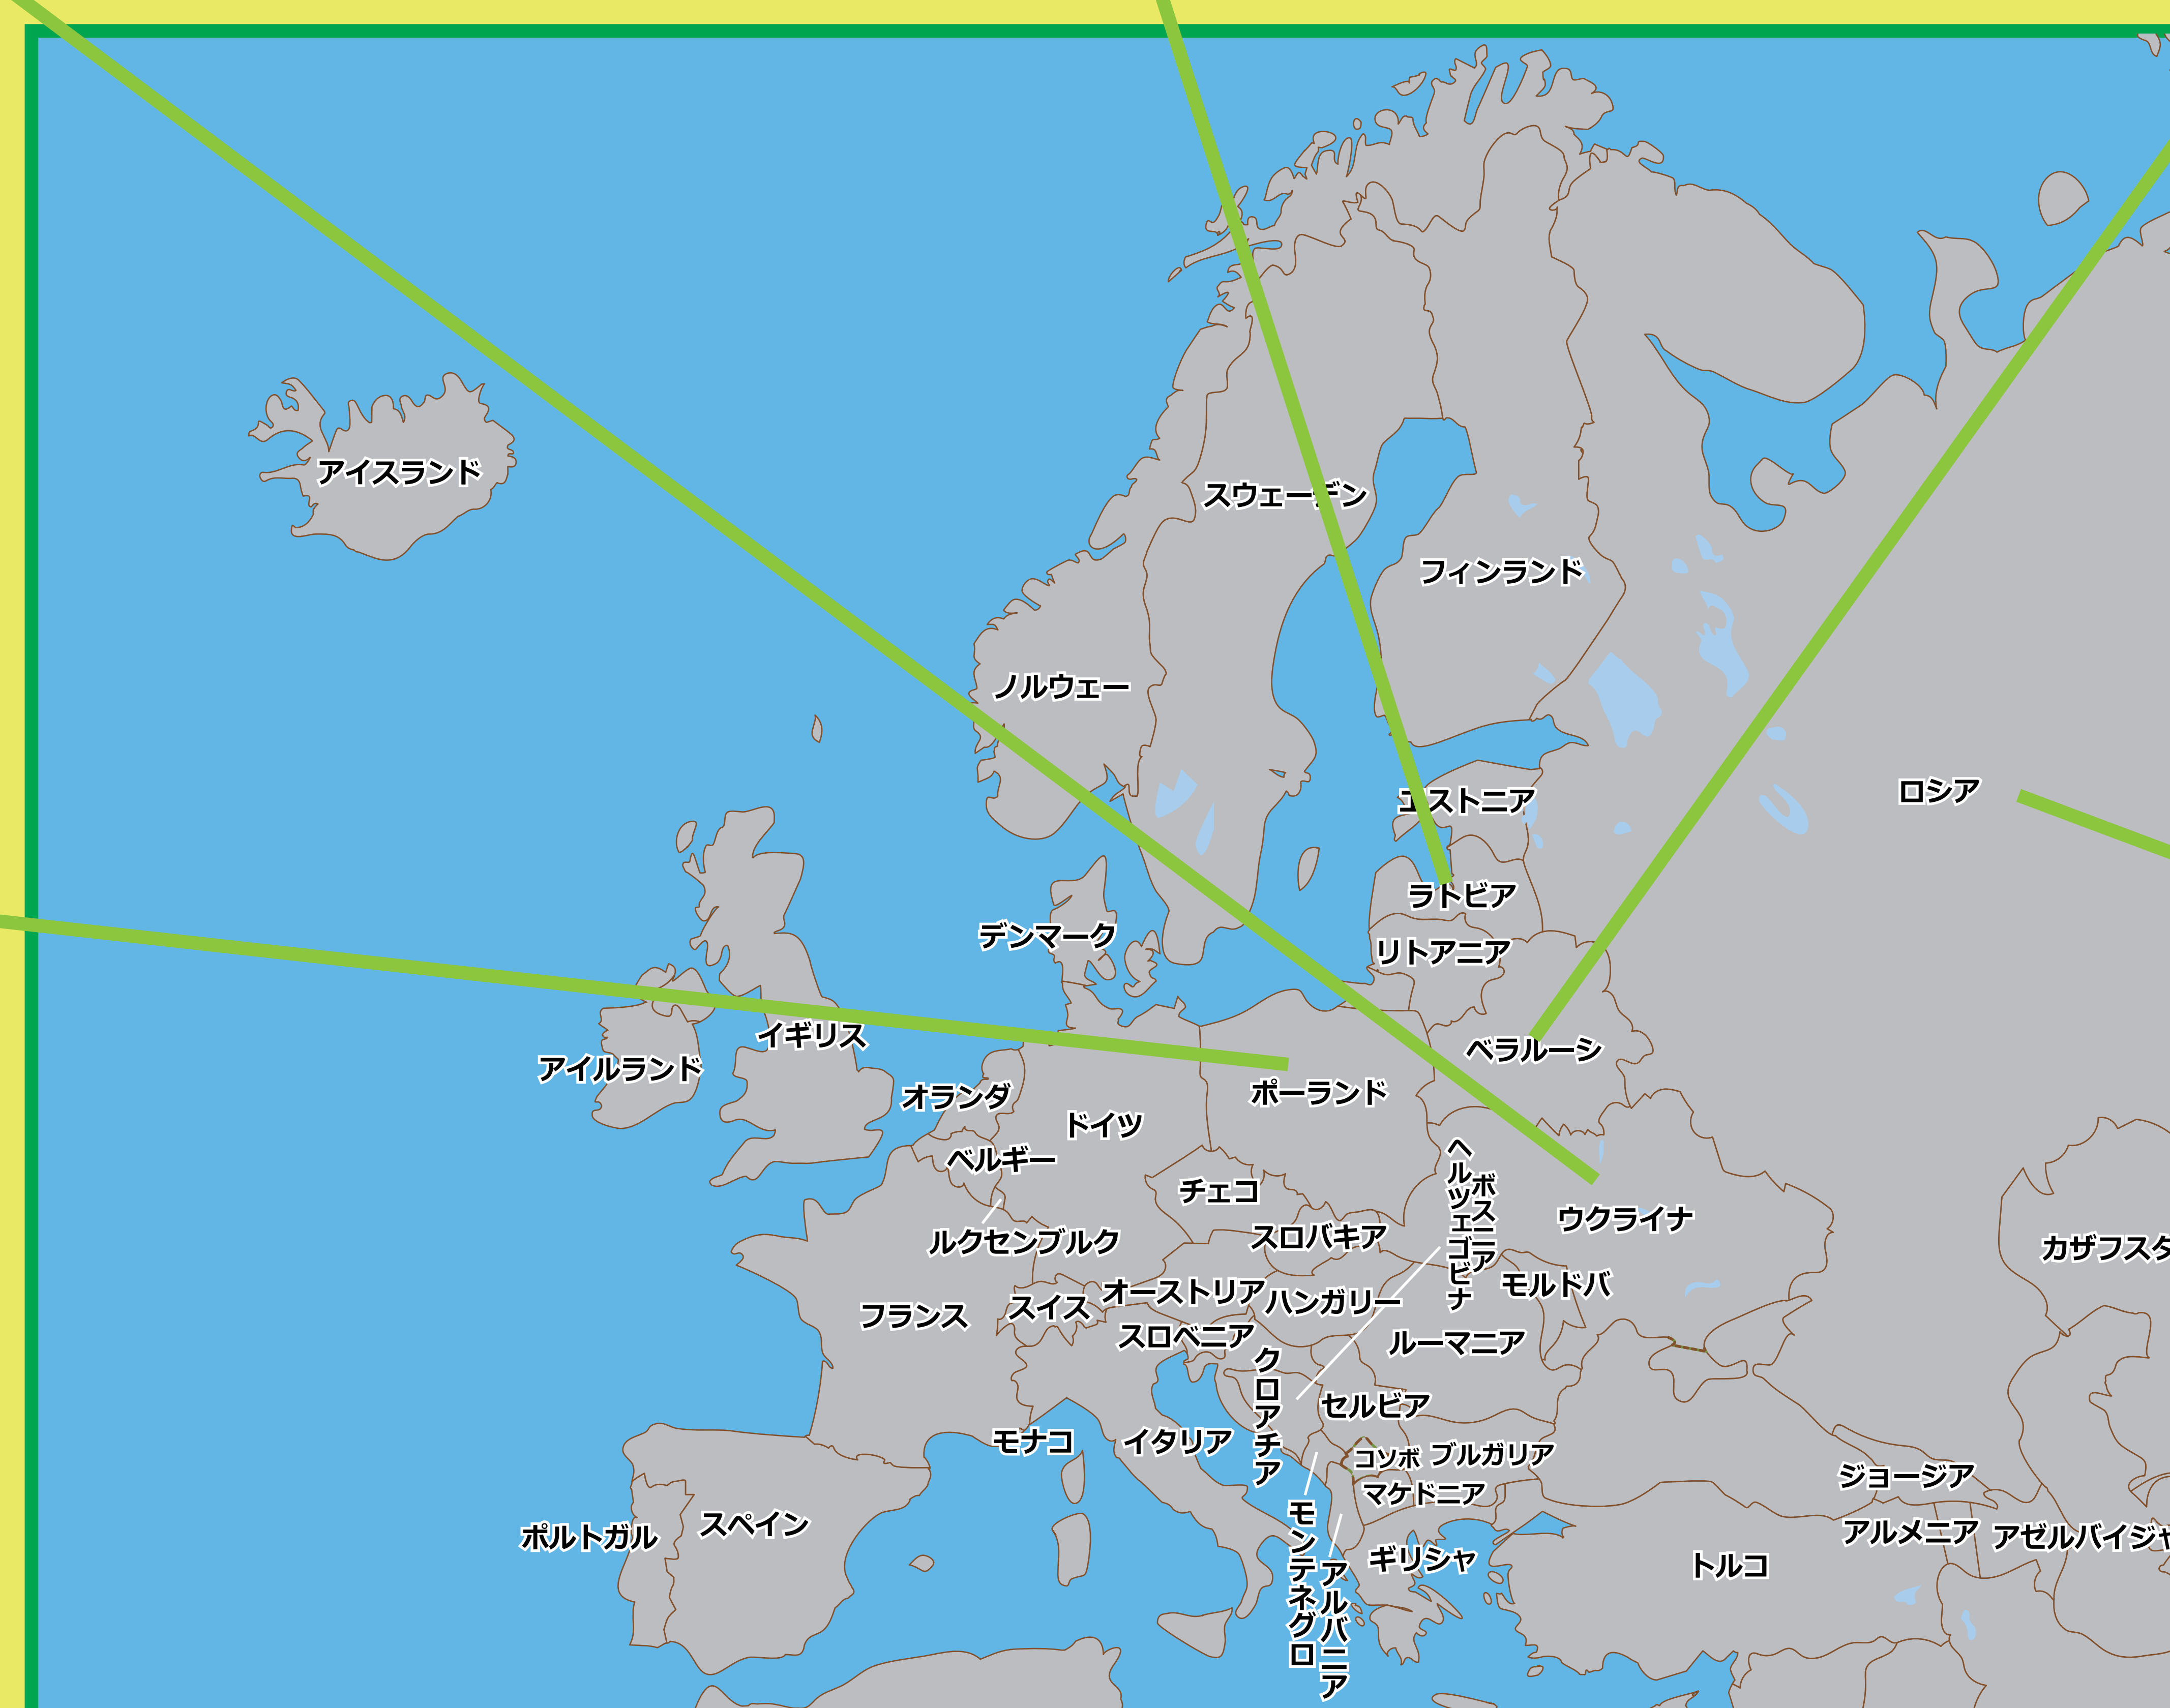 アイスランド
スウェーデン
フィンランド
ノルウェー
ロシア
エストニア
ラトビア
デンマーク
リトアニア
イギリス
ベラルーシ
アイルランド
オランダ
ポーランド
ドイツ
ベルギー
チェコ
ボスニア
ヘルツェゴビナ
ウクライナ
ルクセンブルク
スロバキア
カザフスタ
オーストリア
モルドバ
スイス
ハンガリー
フランス
スロベニア
ルーマニア
クロアチア
セルビア
モナコ
イタリア
コソボ
ブルガリア
ジョージア
マケドニア
スペイン
ポルトガル
モンテネグロ
アルバニア
ギリシャ
トルコ
アルメニア
アゼルバイジャ